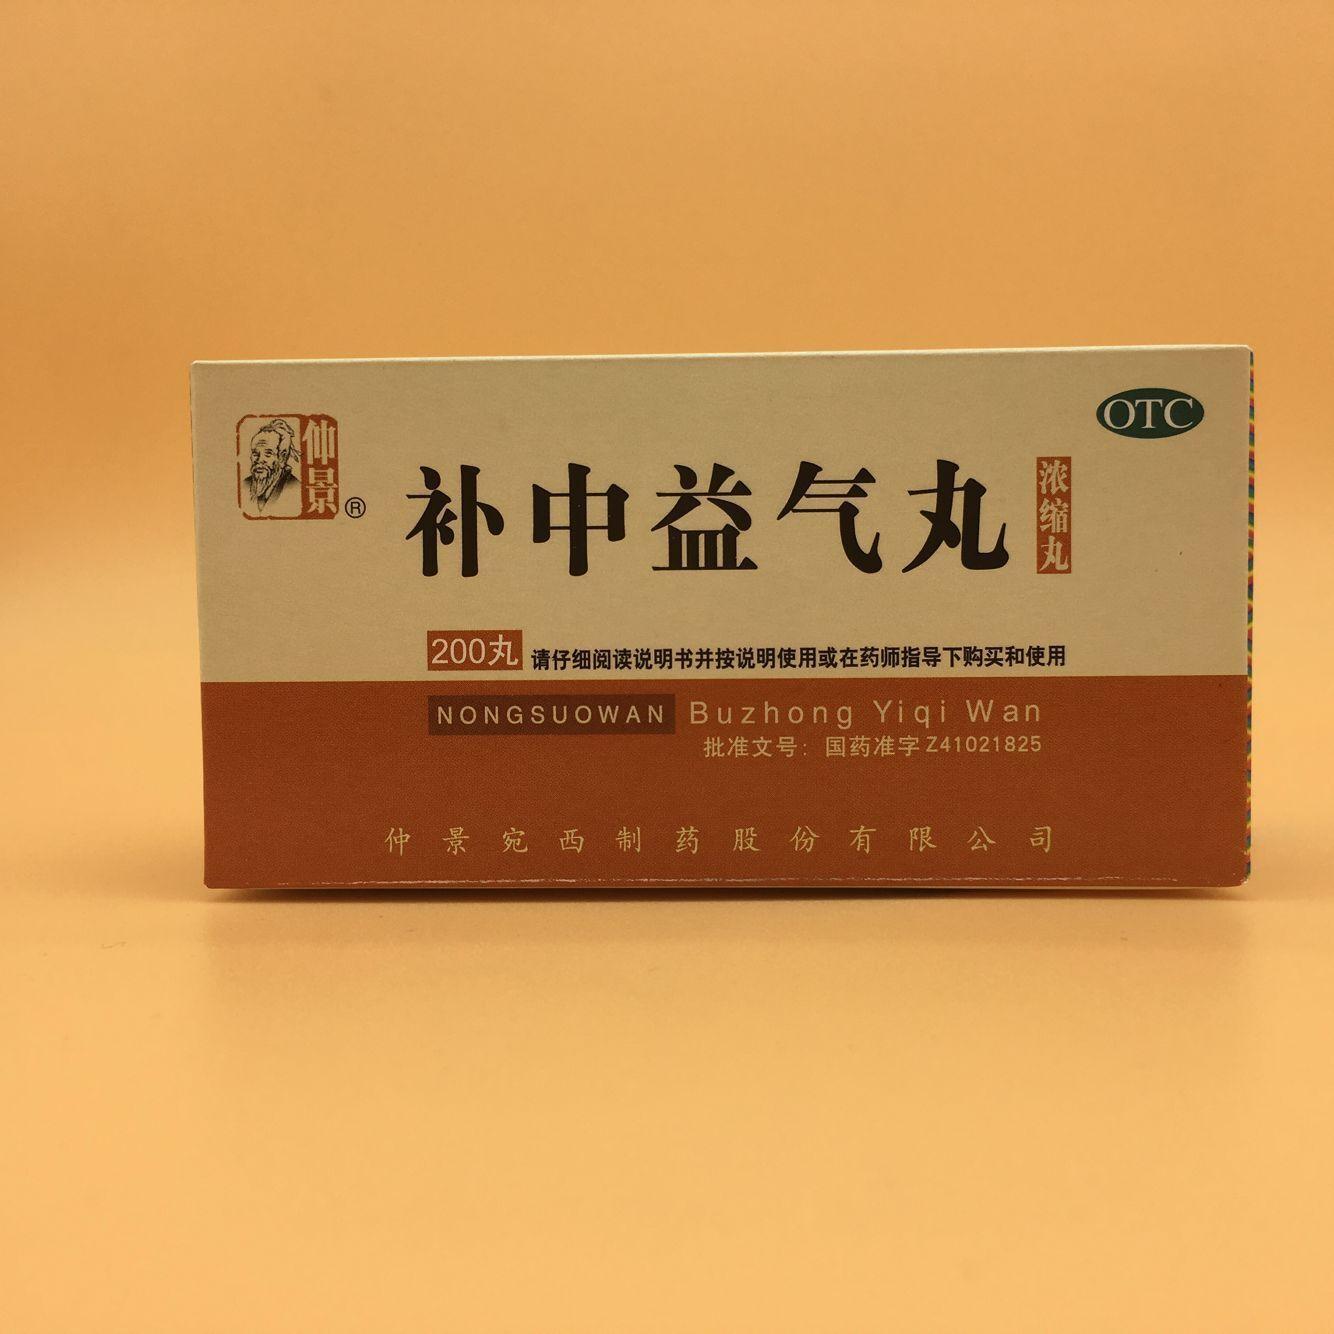 仲景®
OTC
补中益气丸
浓缩丸
200丸 请仔细阅读说明书并按说明使用或在药师指导下购买和使用
NONGSUOWAN Buzhong Yiqi Wan
批准文号：国药准字Z41021825
仲景宛西制药股份有限公司